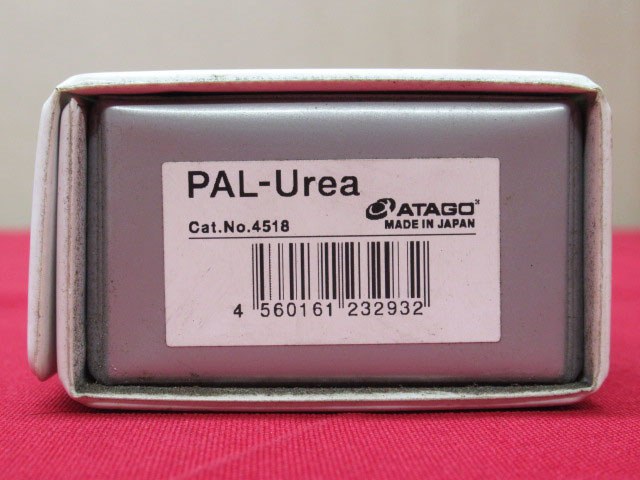 PAL-Urea
ATAGO
Cat.No.4518
MADE IN JAPAN
4 560161 232932